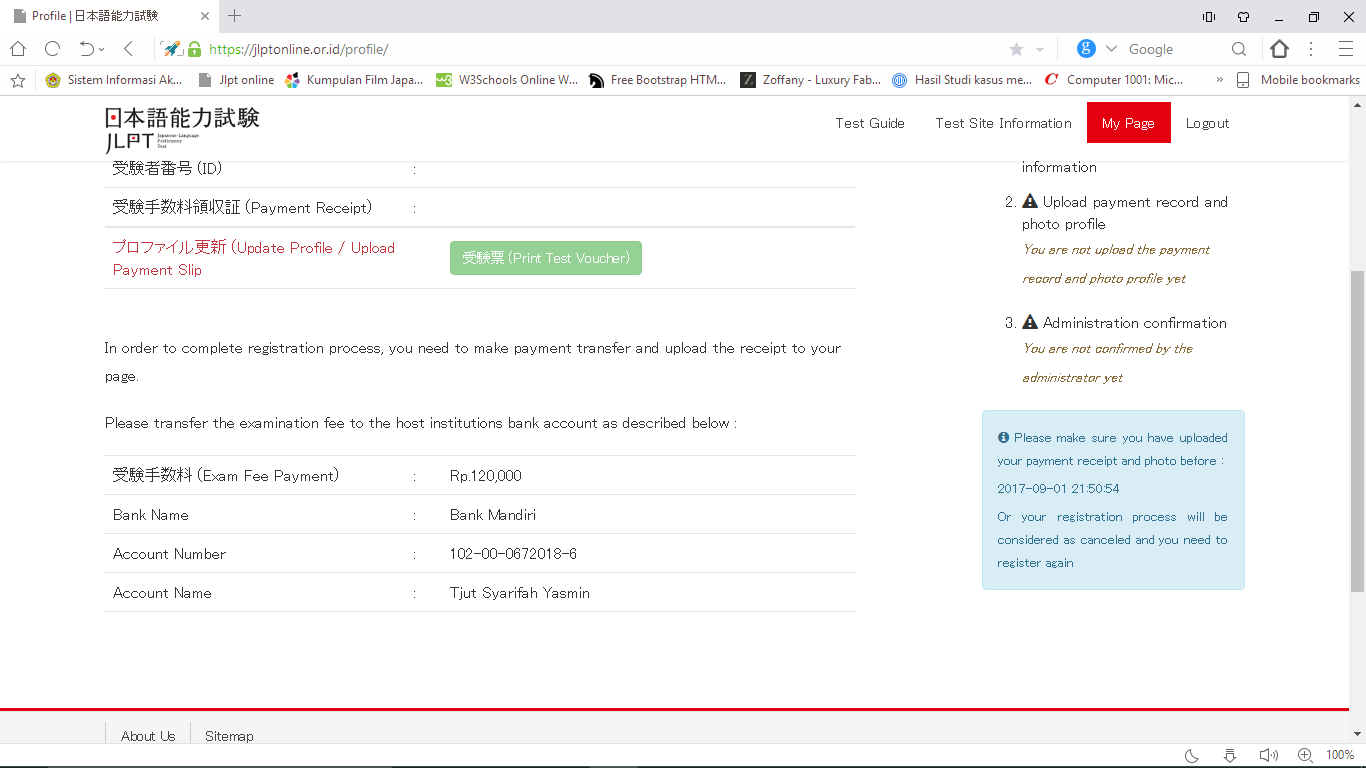 Profile | 日本語能力試験
https://jlptonline.or.id/profile/
Google
Sistem Informasi Ak...
Jlpt online
Kumpulan Film Japa...
W3Schools Online W...
Free Bootstrap HTM...
Zoffany - Luxury Fab...
Hasil Studi kasus me...
Computer 1001: Mic...
»
Mobile bookmarks
日本語能力試験
JLPT
Japanese-Language
Proficiency
Test
Test Guide
Test Site Information
My Page
Logout
受験者番号 (ID) :
受験手数料領収証 (Payment Receipt) :
プロファイル更新 (Update Profile / Upload
Payment Slip
受験票 (Print Test Voucher)
In order to complete registration process, you need to make payment transfer and upload the receipt to your
page.
Please transfer the examination fee to the host institutions bank account as described below :
受験手数料 (Exam Fee Payment) : Rp.120,000
Bank Name : Bank Mandiri
Account Number : 102-00-0672018-6
Account Name : Tjut Syarifah Yasmin
information
2. Upload payment record and
photo profile
You are not upload the payment
record and photo profile yet
3. Administration confirmation
You are not confirmed by the
administrator yet
Please make sure you have uploaded
your payment receipt and photo before :
2017-09-01 21:50:54
Or your registration process will be
considered as canceled and you need to
register again
About Us
Sitemap
100%